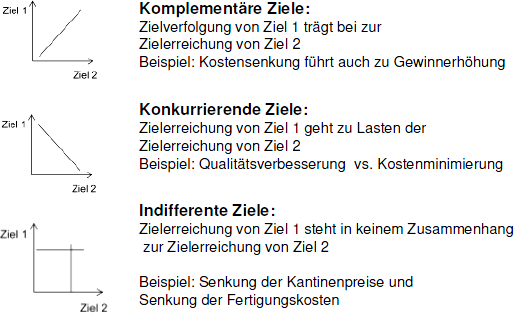 Ziel 1
Ziel 2
Komplementäre Ziele:
Zielverfolgung von Ziel 1 trägt bei zur
Zielerreichung von Ziel 2
Beispiel: Kostensenkung führt auch zu Gewinnerhöhung
Ziel 1
Ziel 2
Konkurrierende Ziele:
Zielerreichung von Ziel 1 geht zu Lasten der
Zielerreichung von Ziel 2
Beispiel: Qualitätsverbesserung vs. Kostenminimierung
Ziel 1
Ziel 2
Indifferente Ziele:
Zielerreichung von Ziel 1 steht in keinem Zusammenhang
zur Zielerreichung von Ziel 2
Beispiel: Senkung der Kantinenpreise und
Senkung der Fertigungskosten